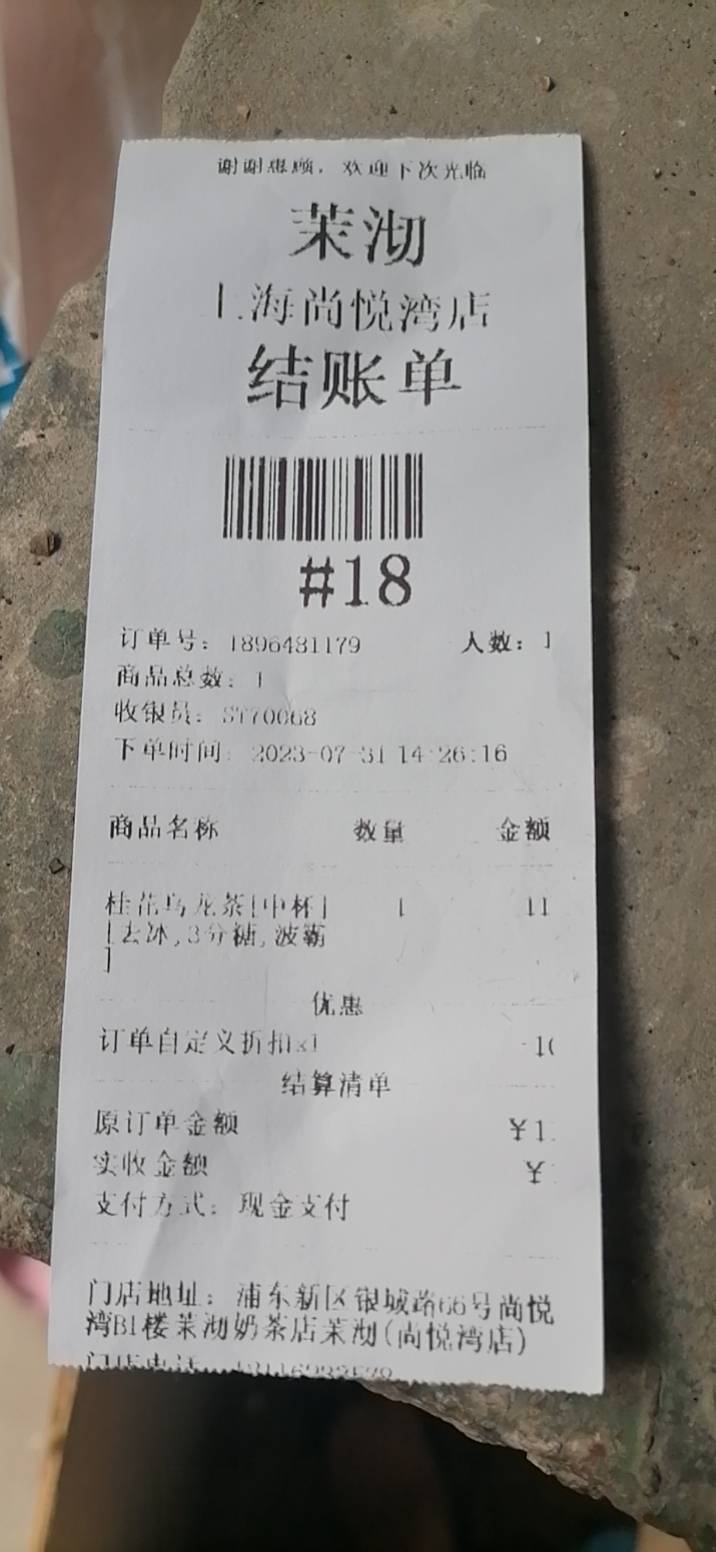 谢谢惠顾，欢迎下次光临
茉沏
上海尚悦湾店
结账单
#18
订单号：1896481179 人数：1
商品总数：1
收银员：ST70068
下单时间：2023-07-31 14:26:16
商品名称 数量 金额
桂花乌龙茶[中杯] 1 11
[去冰,3分糖,波霸
]
优惠
订单自定义折扣x1 -10
结算清单
原订单金额 ¥1
实收金额 ¥
支付方式：现金支付
门店地址：浦东新区银城路66号尚悦
湾B1楼茉沏奶茶店茉沏(尚悦湾店)
门店电话：